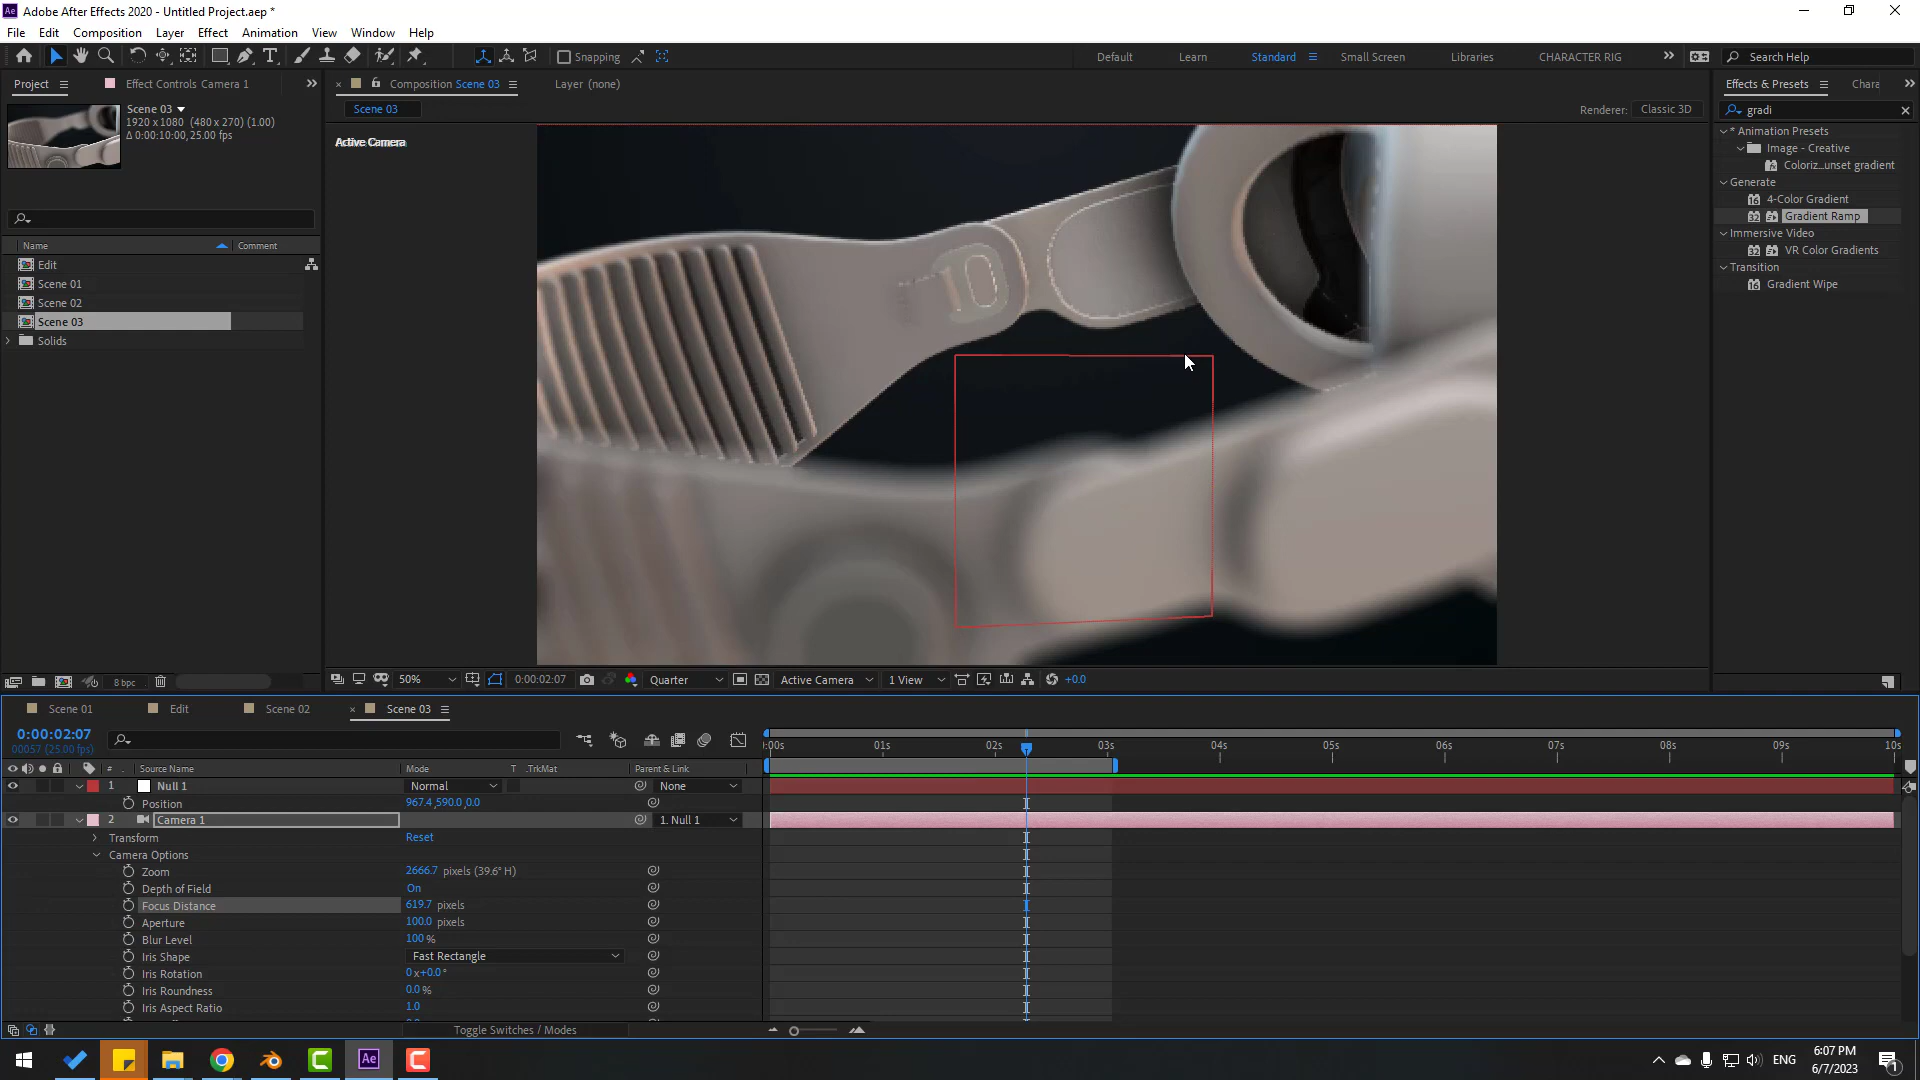 Adobe After Effects 2020 - Untitled Project.aep *
File Edit Composition Layer Effect Animation View Window Help
Snapping
Default Learn Standard Small Screen Libraries CHARACTER RIG
Search Help
Project
Effect Controls Camera 1
Composition Scene 03
Layer (none)
Effects & Presets
Chara
Scene 03
1920 x 1080 (480 x 270) (1.00)
Δ 0:00:10:00, 25.00 fps
Scene 03
Renderer: Classic 3D
gradi
Active Camera
* Animation Presets
Image - Creative
Coloriz...unset gradient
Generate
4-Color Gradient
Gradient Ramp
Immersive Video
VR Color Gradients
Transition
Gradient Wipe
Name Comment
Edit
Scene 01
Scene 02
Scene 03
Solids
10
8 bpc
50% 0:00:02:07 Quarter Active Camera 1 View +0.0
Scene 01 Edit Scene 02 Scene 03
0:00:02:07
00057 (25.00 fps)
:00s 01s 02s 03s 04s 05s 06s 07s 08s 09s 10s
# Source Name Mode T .TrkMat Parent & Link
1 Null 1 Normal None
Position 967.4,590.0,0.0
2 Camera 1 1. Null 1
Transform Reset
Camera Options
Zoom 2666.7 pixels (39.6° H)
Depth of Field On
Focus Distance 619.7 pixels
Aperture 100.0 pixels
Blur Level 100 %
Iris Shape Fast Rectangle
Iris Rotation 0 x+0.0°
Iris Roundness 0.0 %
Iris Aspect Ratio 1.0
Toggle Switches / Modes
ENG
6:07 PM
6/7/2023
1